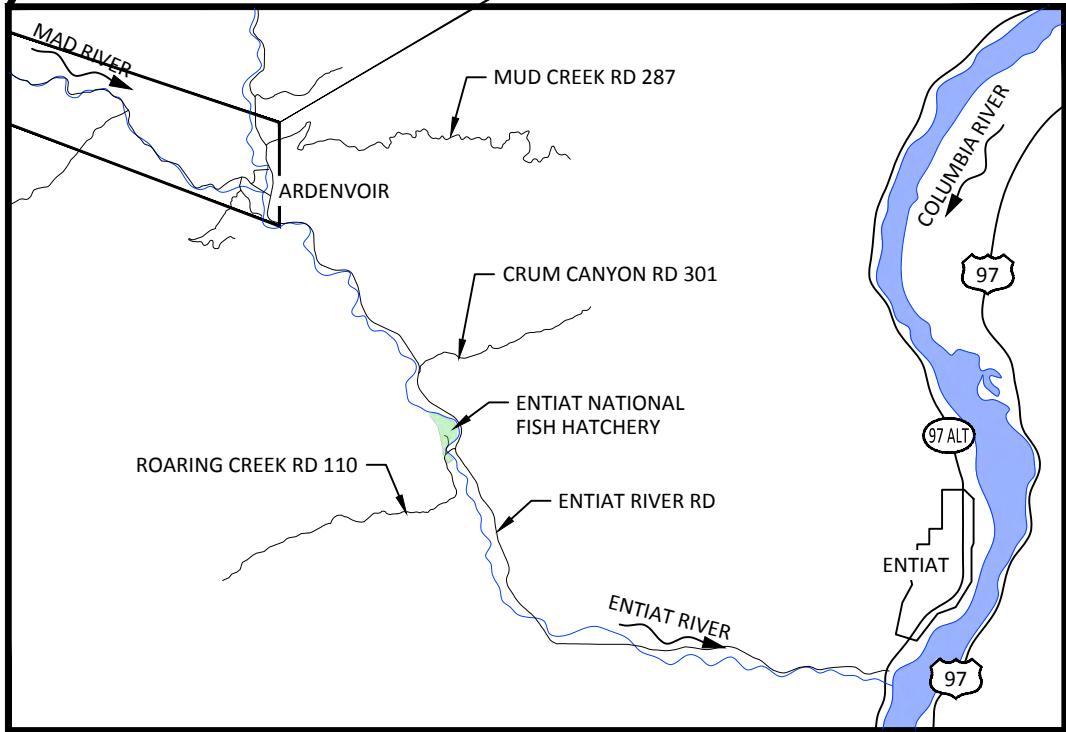 MAD RIVER
MUD CREEK RD 287
COLUMBIA RIVER
ARDENVOIR
97
CRUM CANYON RD 301
ENTIAT NATIONAL
FISH HATCHERY
97 ALT
ROARING CREEK RD 110
ENTIAT RIVER RD
ENTIAT
ENTIAT RIVER
97